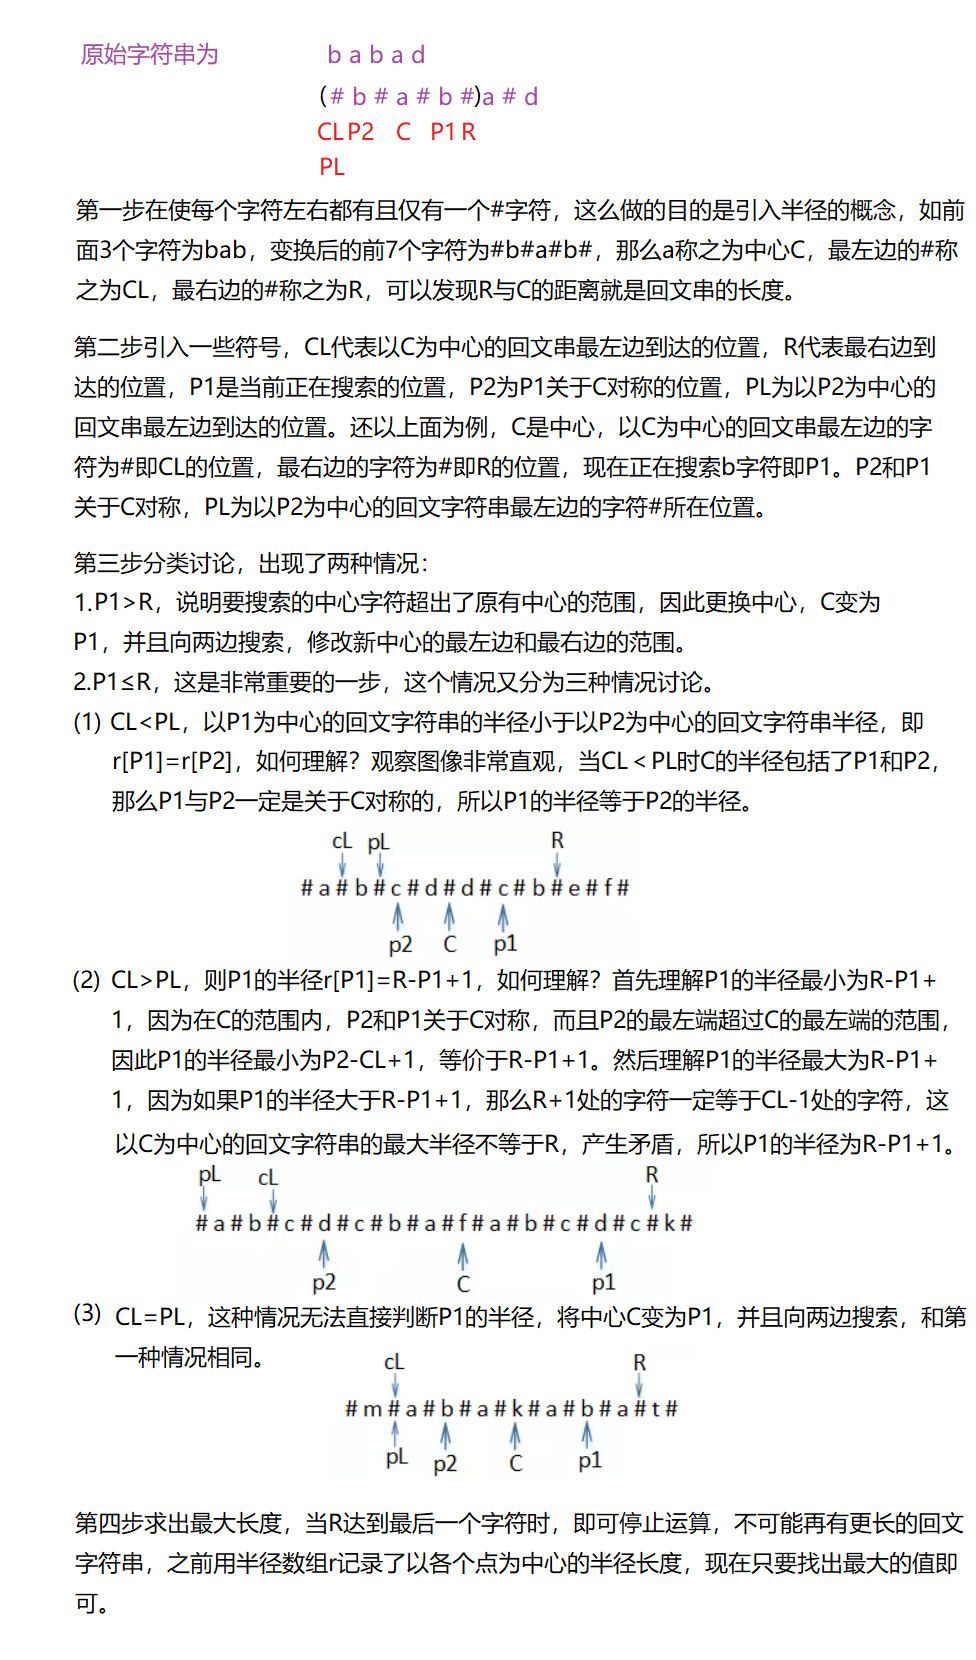 原始字符串为 b a b a d
(# b # a # b #)a # d
CL P2 C P1 R
PL
第一步在使每个字符左右都有且仅有一个#字符，这么做的目的是引入半径的概念，如前
面3个字符为bab，变换后的前7个字符为#b#a#b#，那么a称之为中心C，最左边的#称
之为CL，最右边的#称之为R，可以发现R与C的距离就是回文串的长度。
第二步引入一些符号，CL代表以C为中心的回文串最左边到达的位置，R代表最右边到
达的位置，P1是当前正在搜索的位置，P2为P1关于C对称的位置，PL为以P2为中心的
回文串最左边到达的位置。还以上面为例，C是中心，以C为中心的回文串最左边的字
符为#即CL的位置，最右边的字符为#即R的位置，现在正在搜索b字符即P1。P2和P1
关于C对称，PL为以P2为中心的回文字符串最左边的字符#所在位置。
第三步分类讨论，出现了两种情况：
1.P1>R，说明要搜索的中心字符超出了原有中心的范围，因此更换中心，C变为
P1，并且向两边搜索，修改新中心的最左边和最右边的范围。
2.P1≤R，这是非常重要的一步，这个情况又分为三种情况讨论。
(1) CL<PL，以P1为中心的回文字符串的半径小于以P2为中心的回文字符串半径，即
r[P1]=r[P2]，如何理解？观察图像非常直观，当CL＜PL时C的半径包括了P1和P2，
那么P1与P2一定是关于C对称的，所以P1的半径等于P2的半径。
cL pL R
# a # b # c # d # d # c # b # e # f #
p2 C p1
(2) CL>PL，则P1的半径r[P1]=R-P1+1，如何理解？首先理解P1的半径最小为R-P1+
1，因为在C的范围内，P2和P1关于C对称，而且P2的最左端超过C的最左端的范围，
因此P1的半径最小为P2-CL+1，等价于R-P1+1。然后理解P1的半径最大为R-P1+
1，因为如果P1的半径大于R-P1+1，那么R+1处的字符一定等于CL-1处的字符，这
以C为中心的回文字符串的最大半径不等于R，产生矛盾，所以P1的半径为R-P1+1。
pL cL R
# a # b # c # d # c # b # a # f # a # b # c # d # c # k #
p2 C p1
(3) CL=PL，这种情况无法直接判断P1的半径，将中心C变为P1，并且向两边搜索，和第
一种情况相同。
cL R
# m # a # b # a # k # a # b # a # t #
pL p2 C p1
第四步求出最大长度，当R达到最后一个字符时，即可停止运算，不可能再有更长的回文
字符串，之前用半径数组r记录了以各个点为中心的半径长度，现在只要找出最大的值即
可。